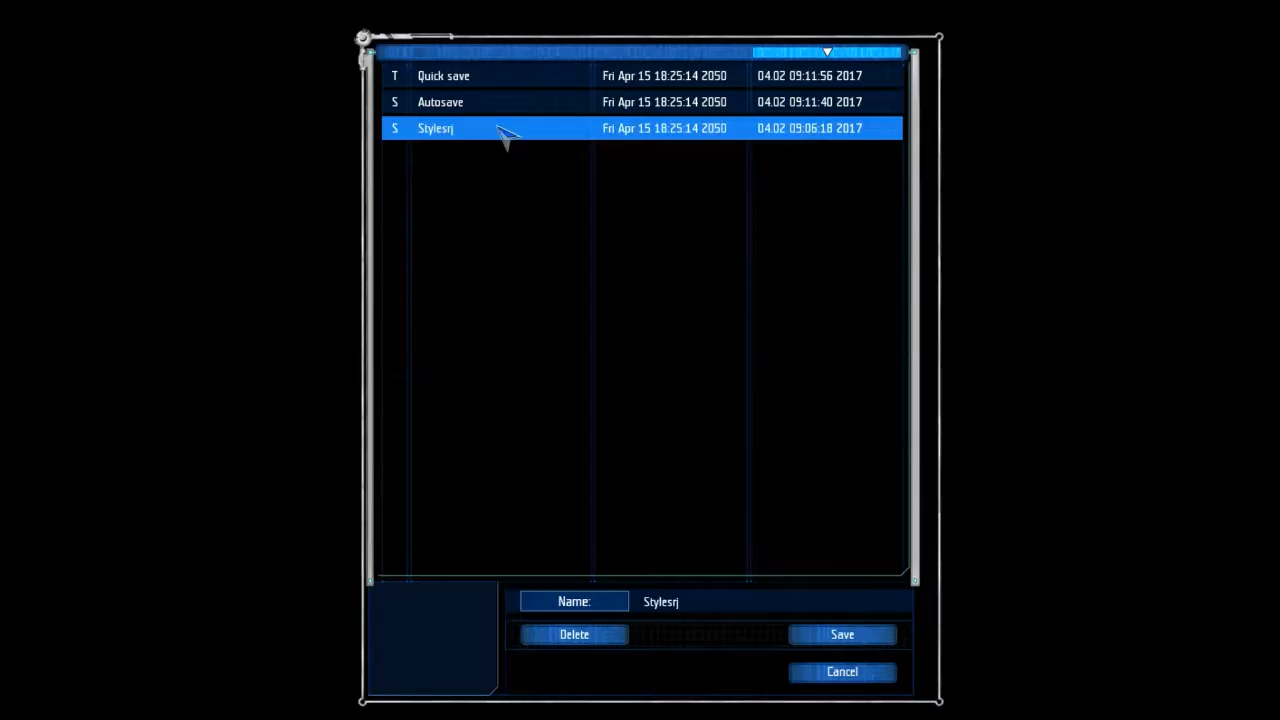 T Quick save Fri Apr 15 18:25:14 2050 04.02 09:11:56 2017
S Autosave Fri Apr 15 18:25:14 2050 04.02 09:11:40 2017
S Stylesrj Fri Apr 15 18:25:14 2050 04.02 09:06:18 2017
Name: Stylesrj
Delete Save
Cancel